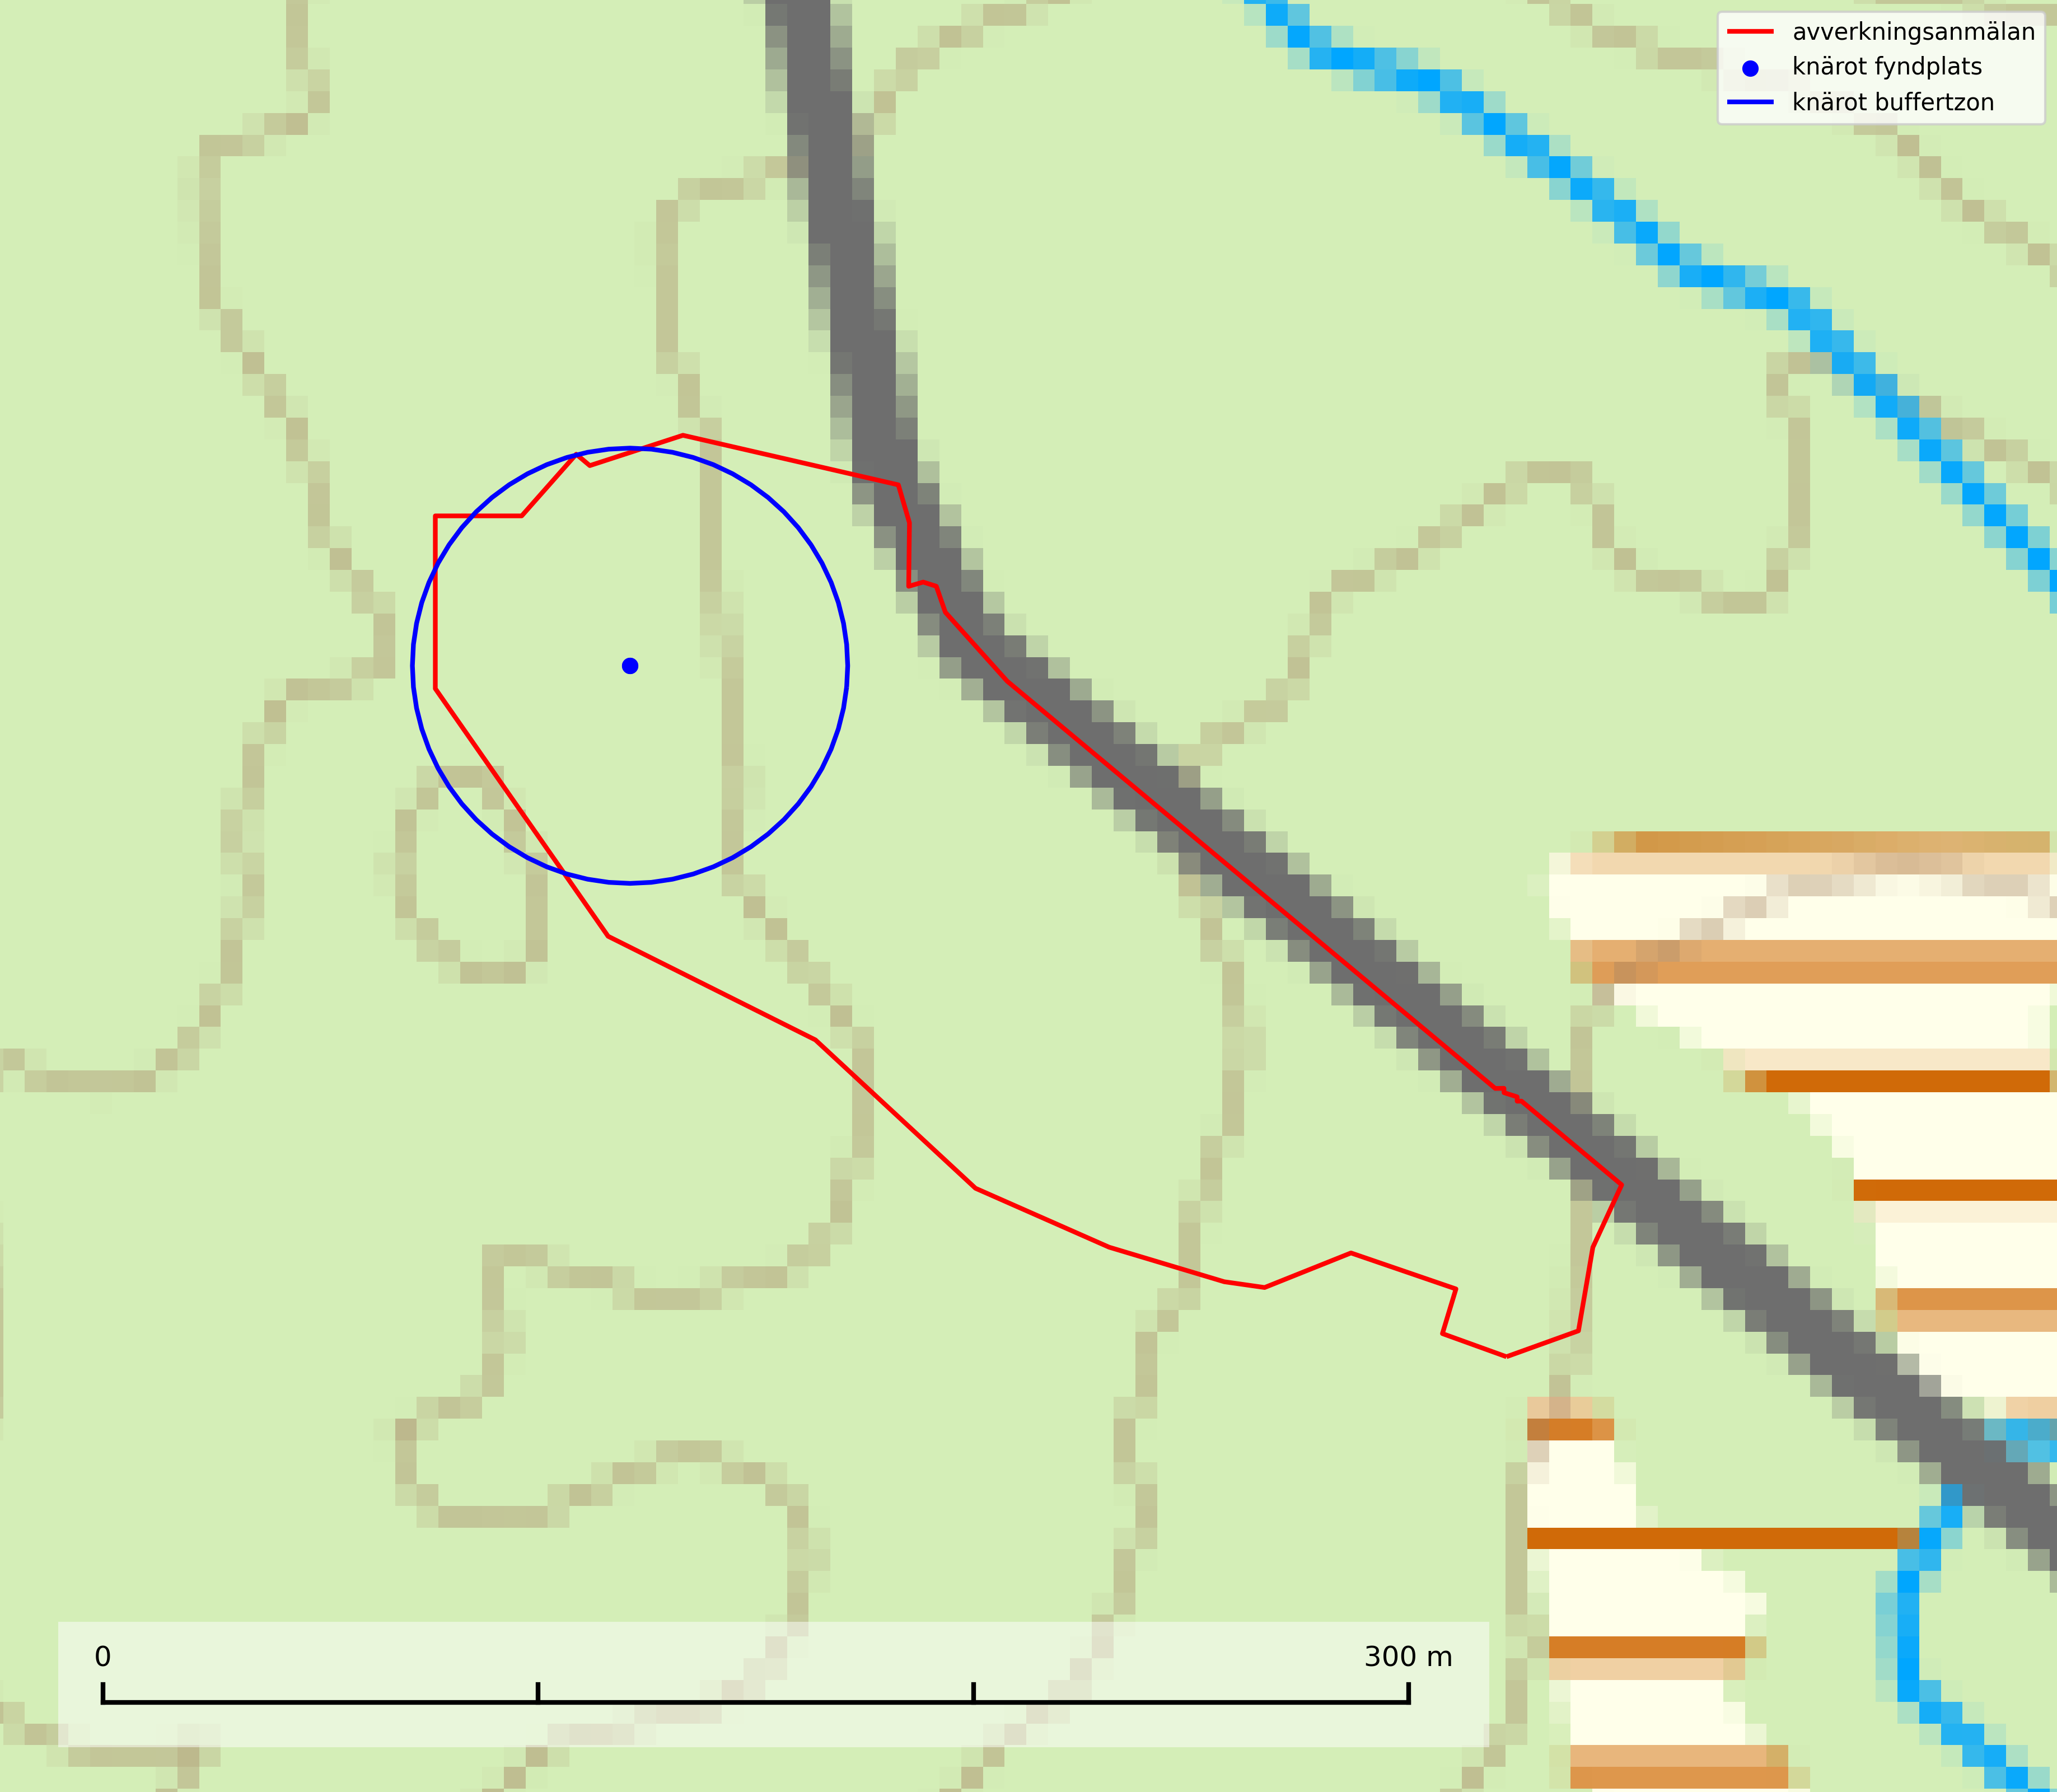 avverkningsanmälan
knärot fyndplats
knärot buffertzon
0 300 m